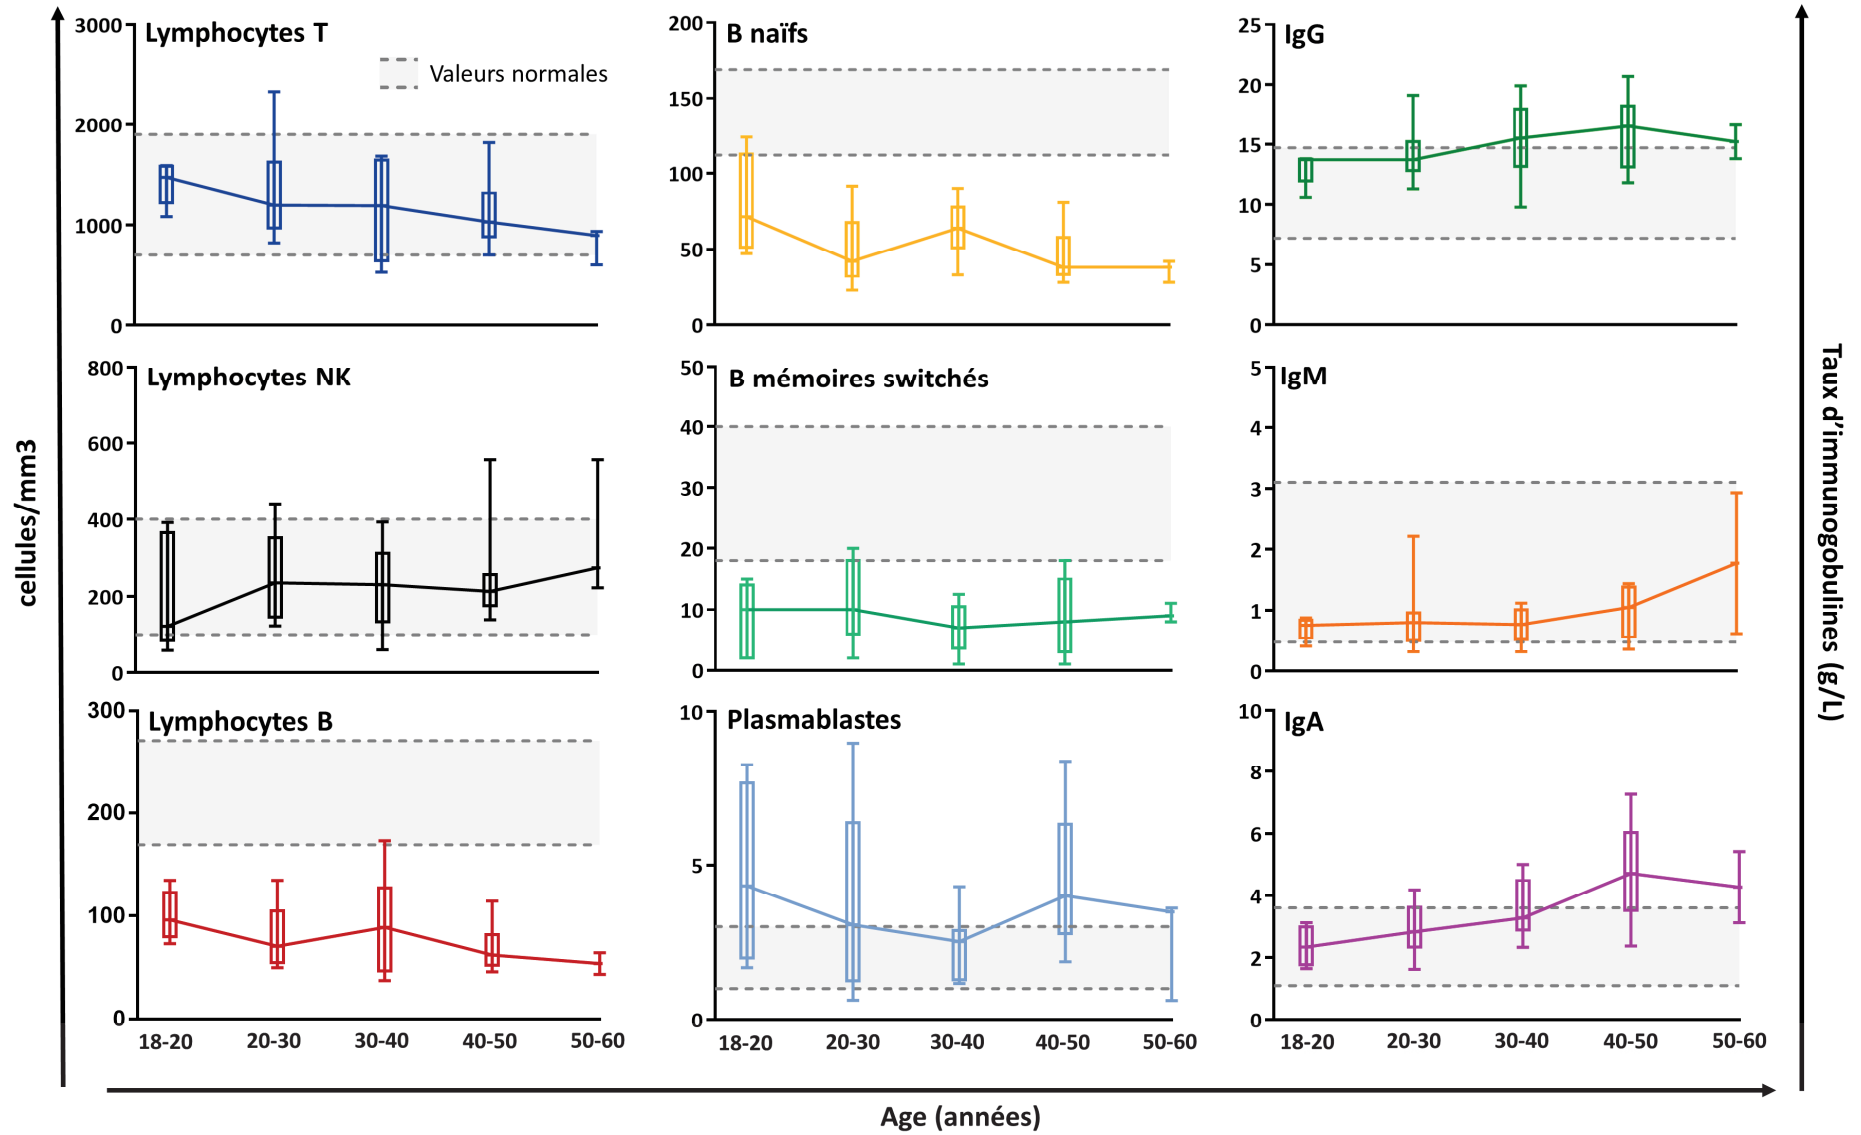 cellules/mm3
Lymphocytes T
Valeurs normales
3000
2000
1000
0
B naïfs
200
150
100
50
0
IgG
25
20
15
10
5
0
Lymphocytes NK
800
600
400
200
0
B mémoires switchés
50
40
30
20
10
0
IgM
5
4
3
2
1
0
Lymphocytes B
300
200
100
0
18-20 20-30 30-40 40-50 50-60
Plasmablastes
10
5
0
18-20 20-30 30-40 40-50 50-60
IgA
10
8
6
4
2
0
18-20 20-30 30-40 40-50 50-60
Taux d'immunogobulines (g/L)
Age (années)